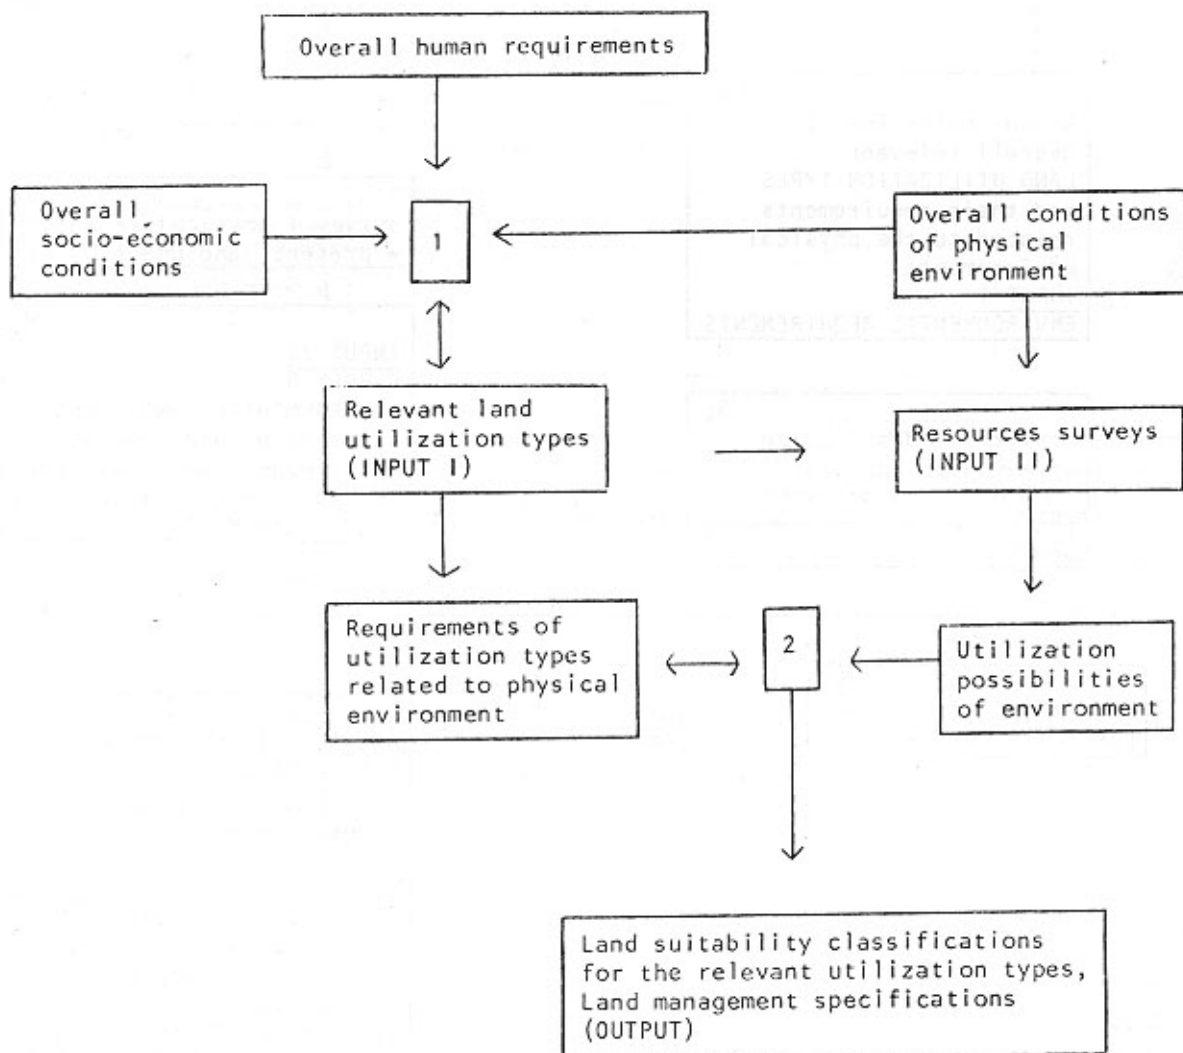 Overall human requirements
Overall
socio-economic
conditions
1
Overall conditions
of physical
environment
Relevant land
utilization types
(INPUT I)
Resources surveys
(INPUT II)
Requirements of
utilization types
related to physical
environment
2
Utilization
possibilities
of environment
Land suitability classifications
for the relevant utilization types,
Land management specifications
(OUTPUT)